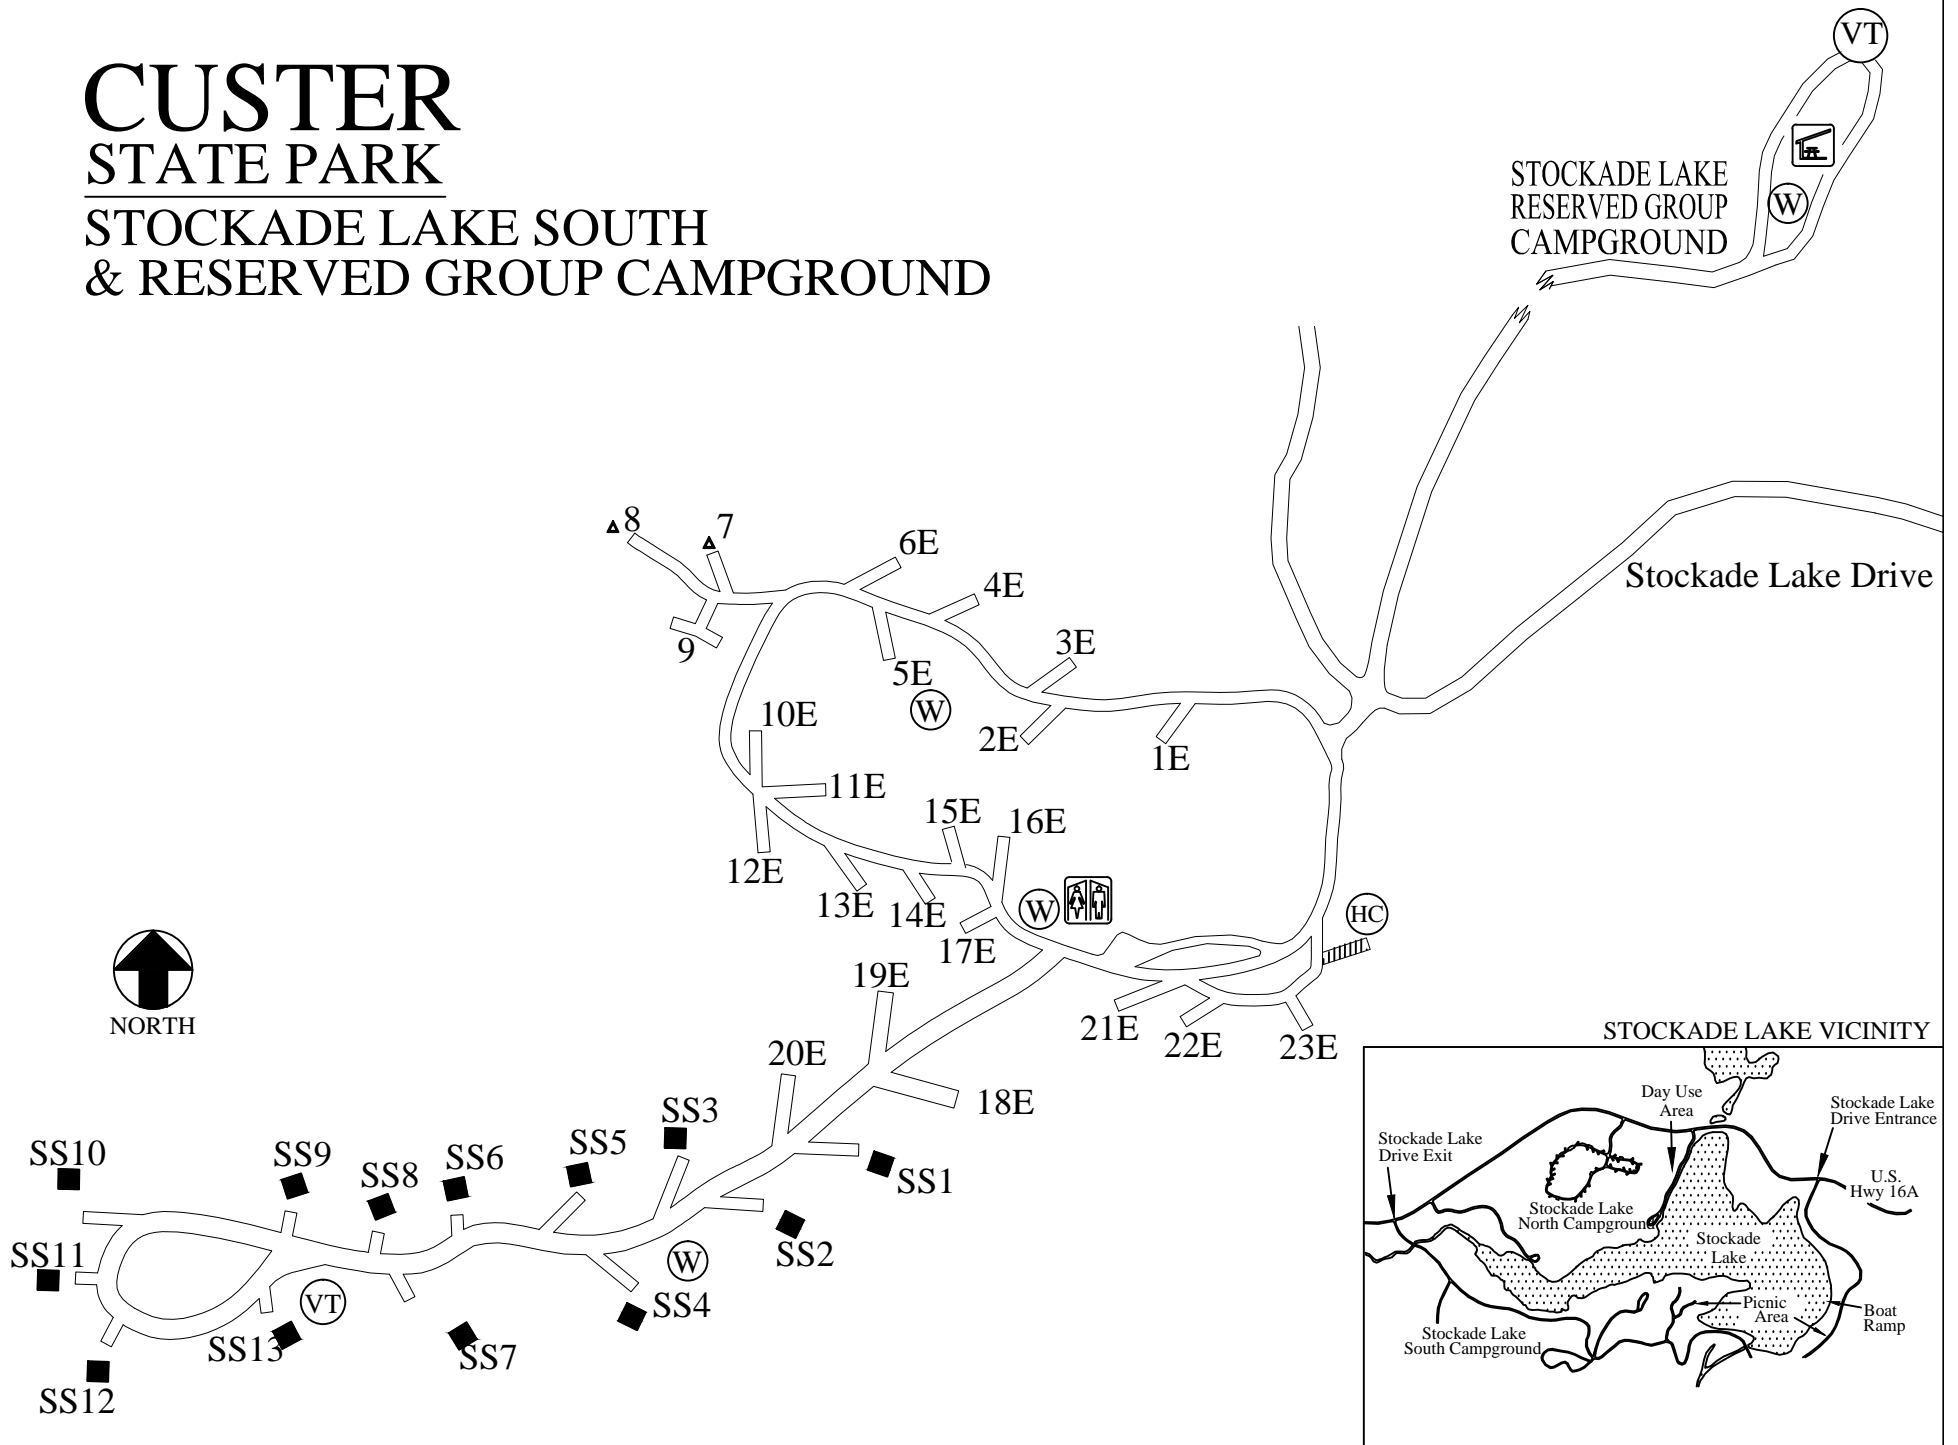 CUSTER
STATE PARK
STOCKADE LAKE SOUTH
& RESERVED GROUP CAMPGROUND
VT
STOCKADE LAKE
RESERVED GROUP
CAMPGROUND
W
Stockade Lake Drive
8
7
6E
4E
9
5E
3E
W
10E
2E
1E
11E
15E
16E
12E
13E
14E
W
HC
17E
19E
NORTH
21E
22E
23E
20E
18E
SS3
SS10
SS9
SS8
SS6
SS5
SS1
SS11
SS2
W
VT
SS4
SS13
SS7
SS12
STOCKADE LAKE VICINITY
Day Use
Area
Stockade Lake
Drive Entrance
Stockade Lake
Drive Exit
U.S.
Hwy 16A
Stockade Lake
North Campground
Stockade
Lake
Picnic
Area
Boat
Ramp
Stockade Lake
South Campground